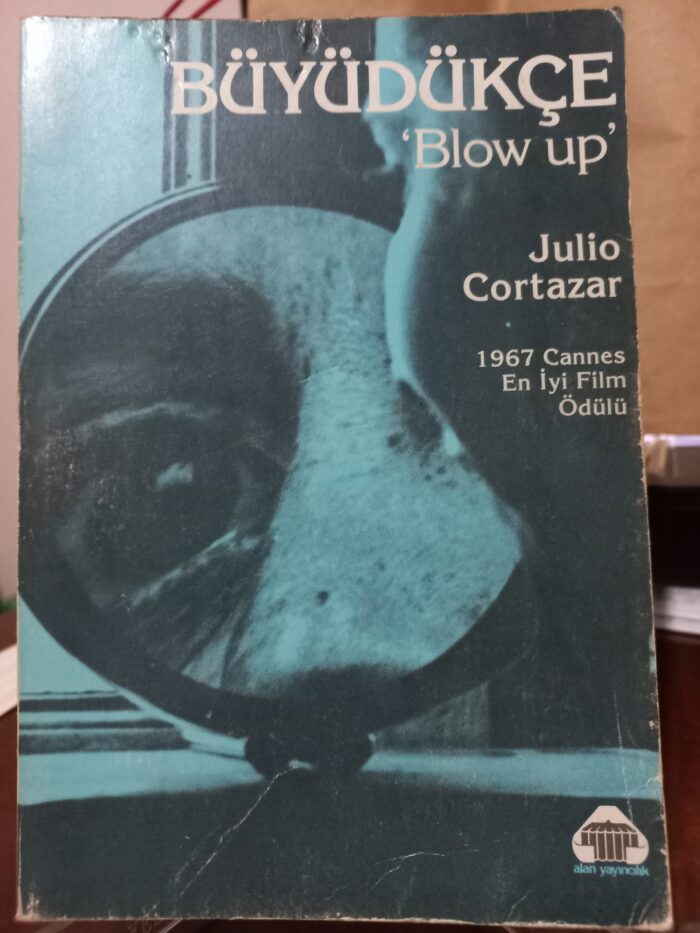 BÜYÜDÜKÇE
‘Blow up’
Julio
Cortazar
1967 Cannes
En İyi Film
Ödülü
alan yayıncılık